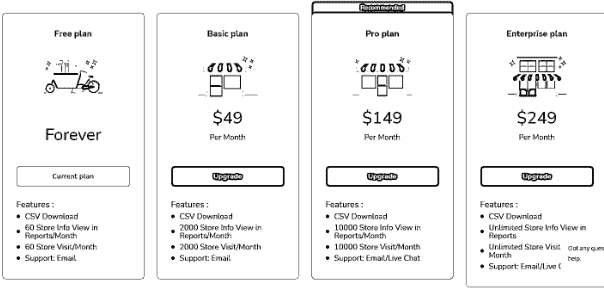 Recommended
Free plan
Forever
Current plan
Features :
CSV Download
60 Store Info View in
Reports/Month
60 Store Visit/Month
Support: Email
Basic plan
$49
Per Month
Upgrade
Features :
CSV Download
2000 Store Info View in
Reports/Month
2000 Store Visit/Month
Support: Email
Pro plan
$149
Per Month
Upgrade
Features :
CSV Download
10000 Store Info View in
Reports/Month
10000 Store Visit/Month
Support: Email/Live Chat
Enterprise plan
$249
Per Month
Upgrade
Features :
CSV Download
Unlimited Store Info View in
Reports
Unlimited Store Visit
Month
Support: Email/Live (
Got any ques
help.